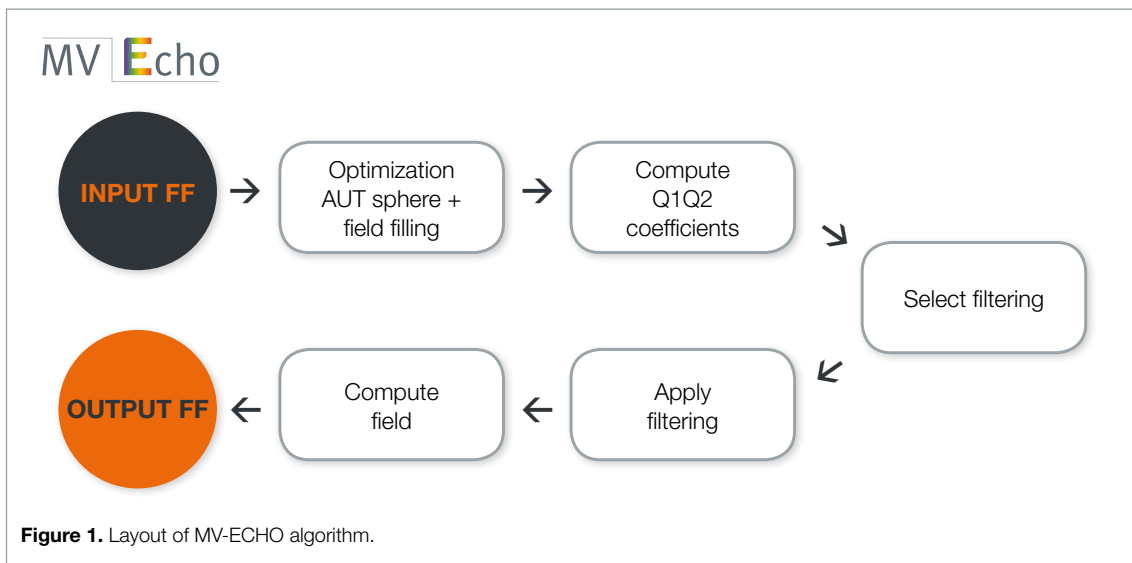 MV Echo
INPUT FF
Optimization
AUT sphere +
field filling
Compute
Q1Q2
coefficients
Select filtering
Apply
filtering
Compute
field
OUTPUT FF
Figure 1. Layout of MV-ECHO algorithm.